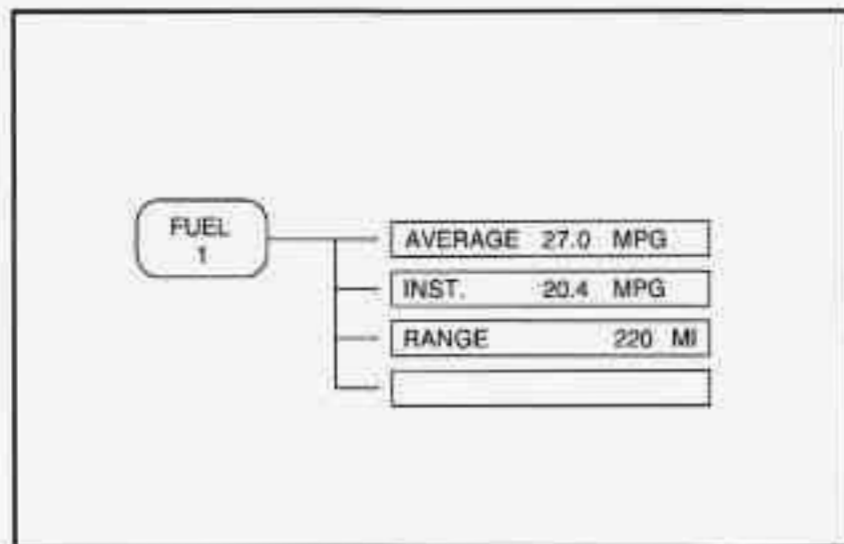 FUEL
1
AVERAGE 27.0 MPG
INST. 20.4 MPG
RANGE 220 MI